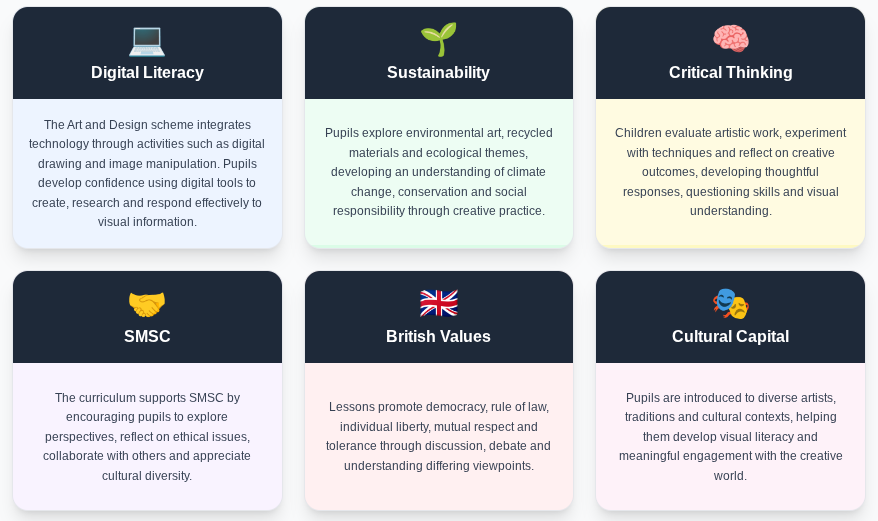 Digital Literacy
The Art and Design scheme integrates
technology through activities such as digital
drawing and image manipulation. Pupils
develop confidence using digital tools to
create, research and respond effectively to
visual information.
Sustainability
Pupils explore environmental art, recycled
materials and ecological themes,
developing an understanding of climate
change, conservation and social
responsibility through creative practice.
Critical Thinking
Children evaluate artistic work, experiment
with techniques and reflect on creative
outcomes, developing thoughtful
responses, questioning skills and visual
understanding.
SMSC
The curriculum supports SMSC by
encouraging pupils to explore
perspectives, reflect on ethical issues,
collaborate with others and appreciate
cultural diversity.
British Values
Lessons promote democracy, rule of law,
individual liberty, mutual respect and
tolerance through discussion, debate and
understanding differing viewpoints.
Cultural Capital
Pupils are introduced to diverse artists,
traditions and cultural contexts, helping
them develop visual literacy and
meaningful engagement with the creative
world.